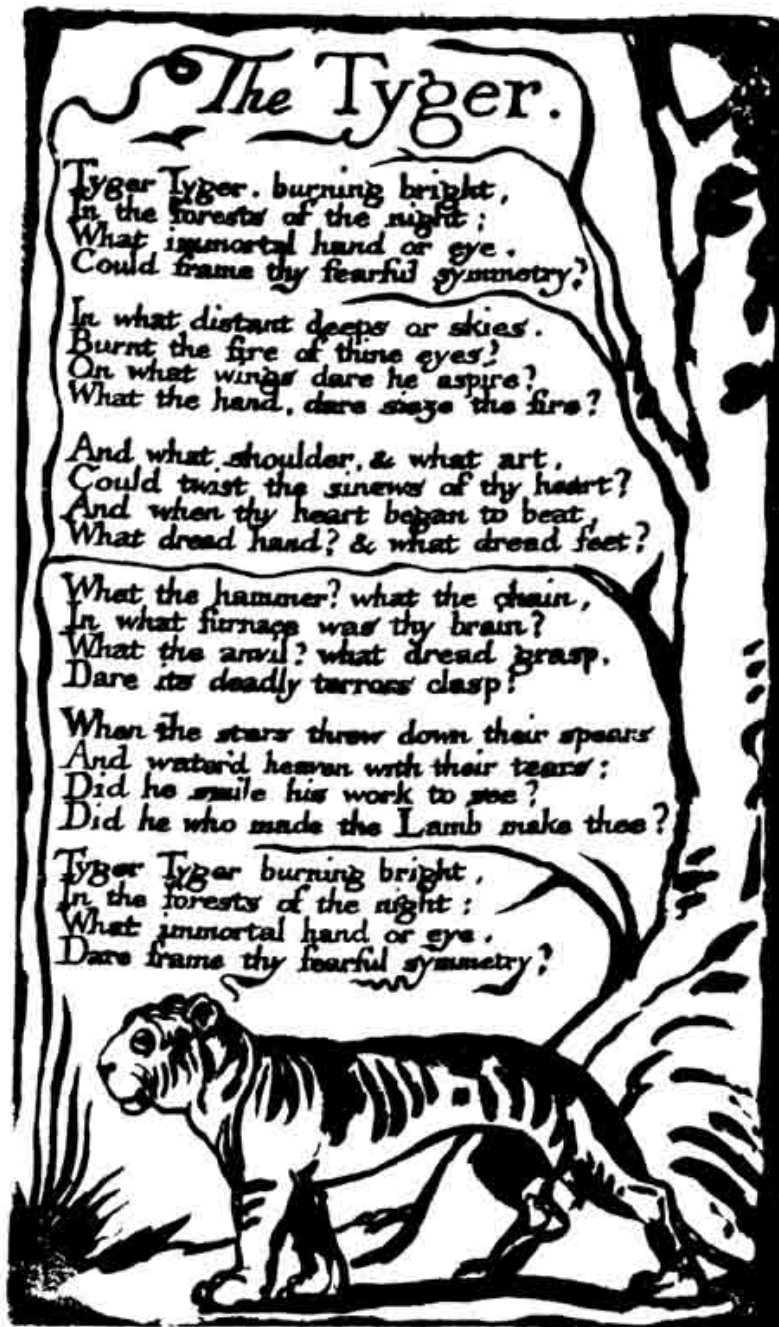 The Tyger.
Tyger Tyger. burning bright,
In the forests of the night;
What immortal hand or eye.
Could frame thy fearful symmetry?
In what distant deeps or skies.
Burnt the fire of thine eyes?
On what wings dare he aspire?
What the hand, dare sieze the fire?
And what shoulder, & what art,
Could twist the sinews of thy heart?
And when thy heart began to beat,
What dread hand? & what dread feet?
What the hammer? what the chain,
In what furnace was thy brain?
What the anvil? what dread grasp.
Dare its deadly terrors clasp!
When the stars threw down their spears
And water'd heaven with their tears:
Did he smile his work to see?
Did he who made the Lamb make thee?
Tyger Tyger burning bright,
In the forests of the night:
What immortal hand or eye.
Dare frame thy fearful symmetry?